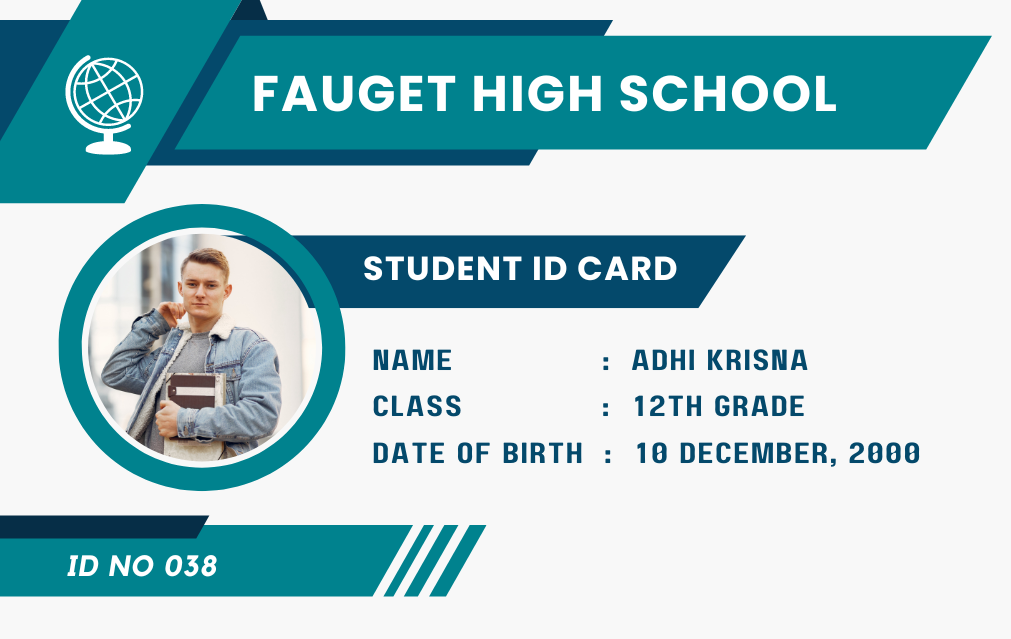 FAUGET HIGH SCHOOL
STUDENT ID CARD
NAME : ADHI KRISNA
CLASS : 12TH GRADE
DATE OF BIRTH : 10 DECEMBER, 2000
ID NO 038